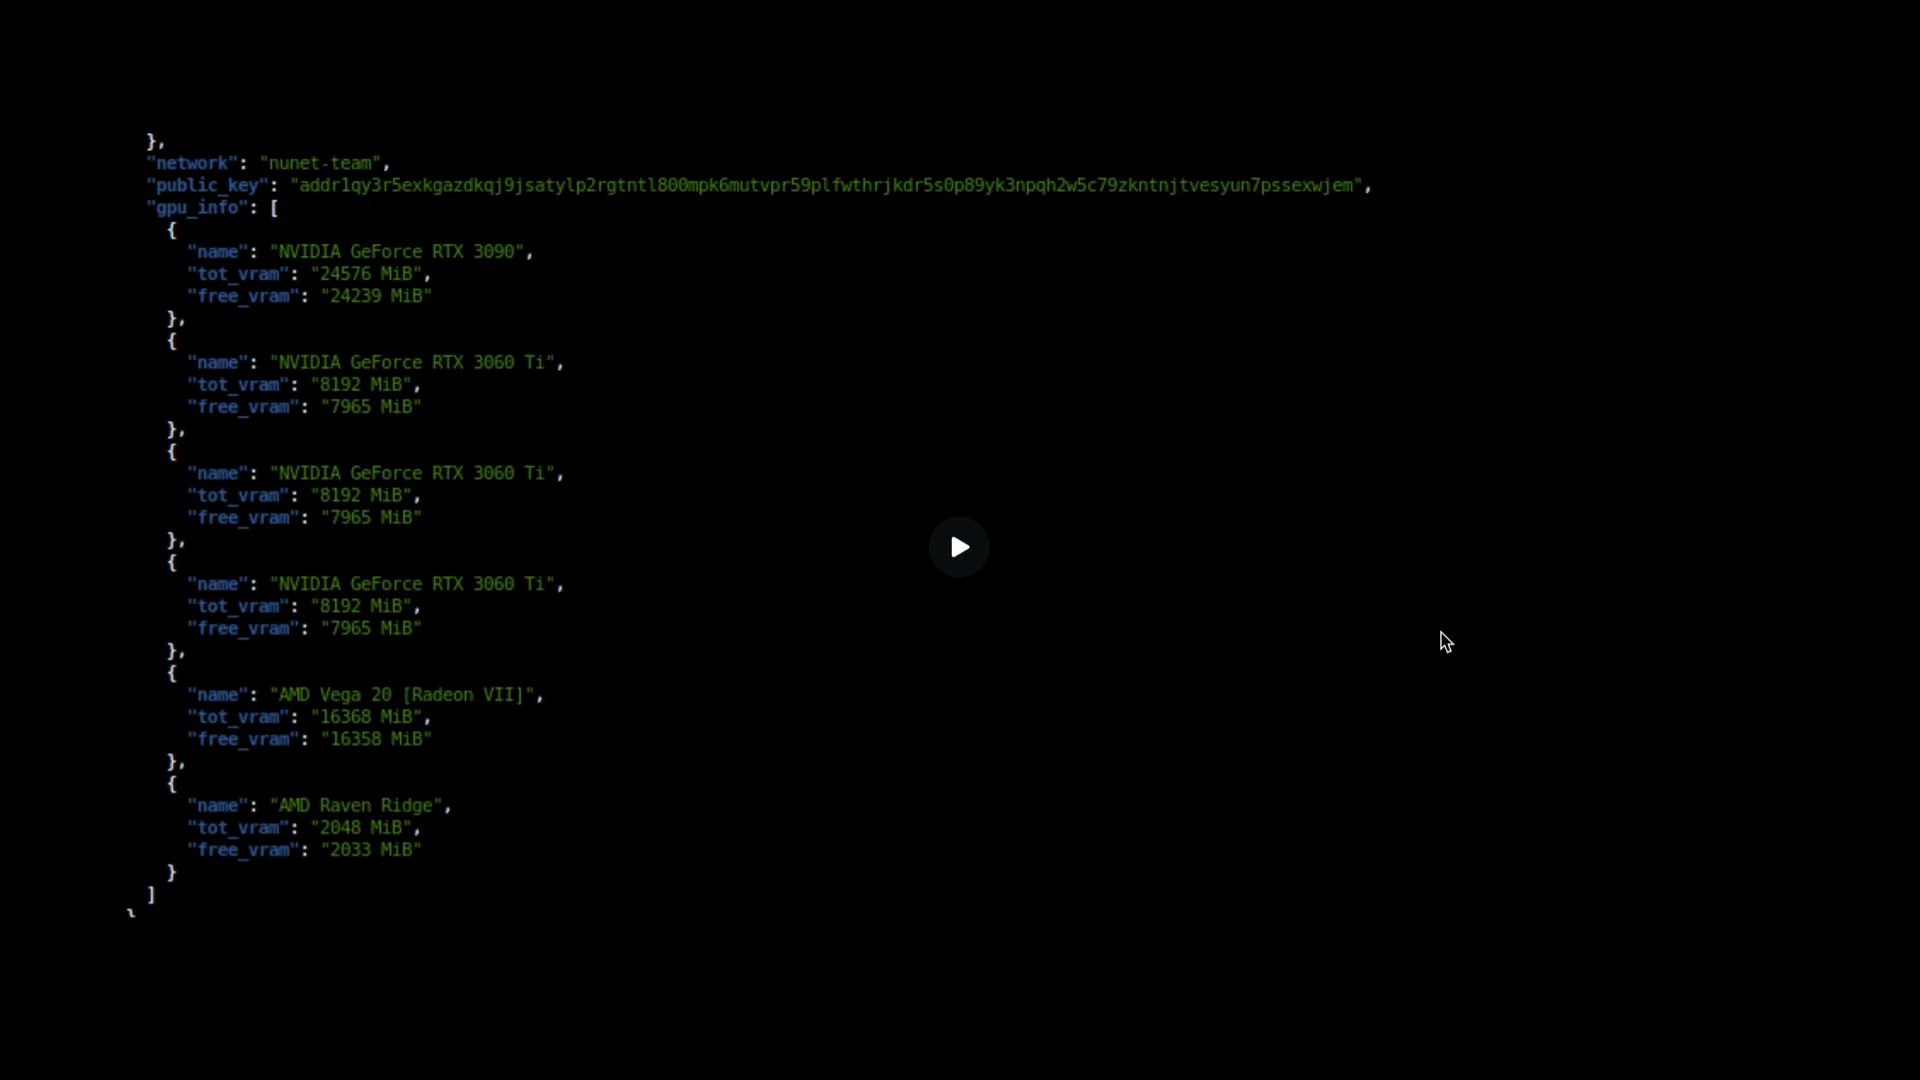 },
"network": "nunet-team",
"public_key": "addr1qy3r5exkgazdkqj9jsatylp2rgtntl800mpk6mutvpr59plfwthrjkdr5s0p89yk3npqh2w5c79zkntnjtvesyun7pssexwjem",
"gpu_info": [
{
"name": "NVIDIA GeForce RTX 3090",
"tot_vram": "24576 MiB",
"free_vram": "24239 MiB"
},
{
"name": "NVIDIA GeForce RTX 3060 Ti",
"tot_vram": "8192 MiB",
"free_vram": "7965 MiB"
},
{
"name": "NVIDIA GeForce RTX 3060 Ti",
"tot_vram": "8192 MiB",
"free_vram": "7965 MiB"
},
{
"name": "NVIDIA GeForce RTX 3060 Ti",
"tot_vram": "8192 MiB",
"free_vram": "7965 MiB"
},
{
"name": "AMD Vega 20 [Radeon VII]",
"tot_vram": "16368 MiB",
"free_vram": "16358 MiB"
},
{
"name": "AMD Raven Ridge",
"tot_vram": "2048 MiB",
"free_vram": "2033 MiB"
}
]
}